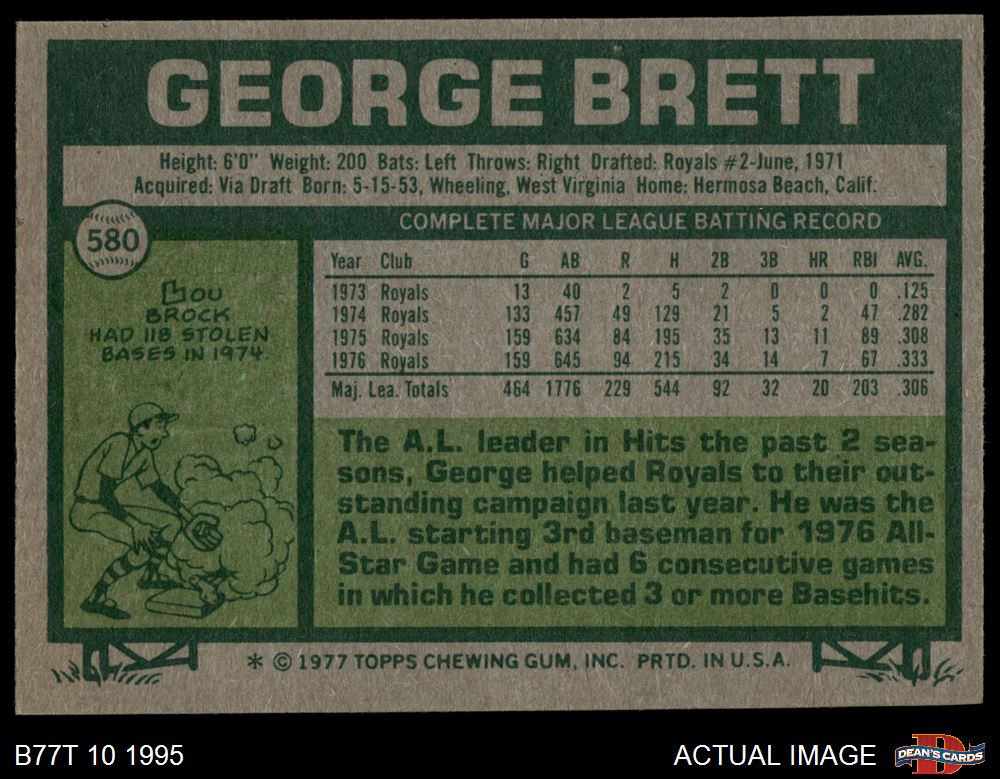 GEORGE BRETT
Height: 6'0" Weight: 200 Bats: Left Throws: Right Drafted: Royals #2-June, 1971
Acquired: Via Draft Born: 5-15-53, Wheeling, West Virginia Home: Hermosa Beach, Calif.
580
COMPLETE MAJOR LEAGUE BATTING RECORD
LOU
BROCK
HAD 118 STOLEN
BASES IN 1974.
Year Club G AB R H 2B 3B HR RBI AVG.
1973 Royals 13 40 2 5 2 0 0 0 .125
1974 Royals 133 457 49 129 21 5 2 47 .282
1975 Royals 159 634 84 195 35 13 11 89 .308
1976 Royals 159 645 94 215 34 14 7 67 .333
Maj. Lea. Totals 464 1776 229 544 92 32 20 203 .306
The A.L. leader in Hits the past 2 sea-
sons, George helped Royals to their out-
standing campaign last year. He was the
A.L. starting 3rd baseman for 1976 All-
Star Game and had 6 consecutive games
in which he collected 3 or more Basehits.
* © 1977 TOPPS CHEWING GUM, INC. PRTD. IN U.S.A.
B77T 10 1995
ACTUAL IMAGE
D
DEAN'S CARDS